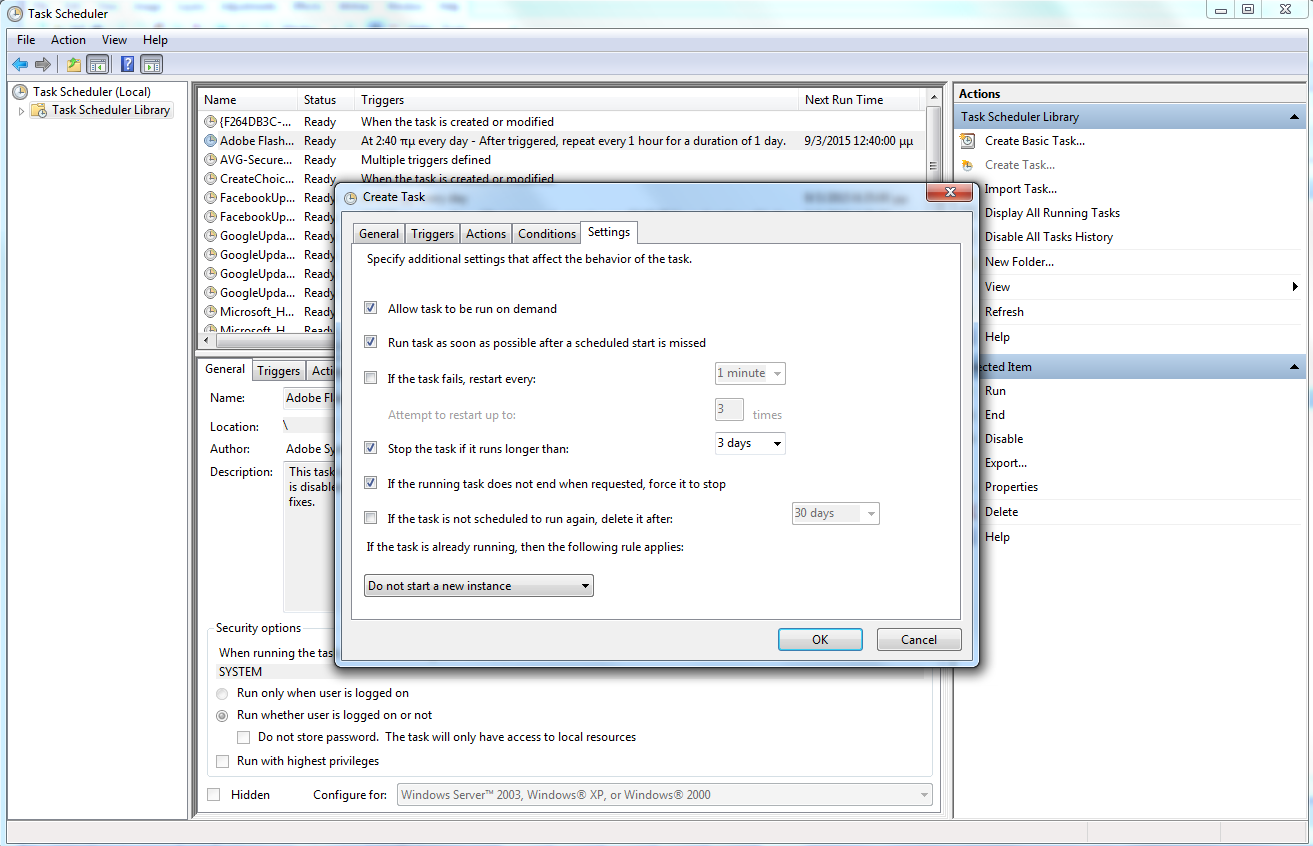 Task Scheduler
File Action View Help
Task Scheduler (Local)
Task Scheduler Library
Name Status Triggers Next Run Time
{F264DB3C-... Ready When the task is created or modified
Adobe Flash... Ready At 2:40 πμ every day - After triggered, repeat every 1 hour for a duration of 1 day. 9/3/2015 12:40:00 μμ
AVG-Secure... Ready Multiple triggers defined
CreateChoic... Ready When the task is created or modified
FacebookUp... Ready
FacebookUp... Ready
GoogleUpda... Ready
GoogleUpda... Ready
GoogleUpda... Ready
GoogleUpda... Ready
Microsoft_H... Ready
Microsoft_H... Ready
General Triggers Acti
Name: Adobe Fl
Location: \
Author: Adobe Sy
Description: This task
is disable
fixes.
Security options
When running the tas
SYSTEM
Run only when user is logged on
Run whether user is logged on or not
Do not store password. The task will only have access to local resources
Run with highest privileges
Hidden Configure for: Windows Server™ 2003, Windows® XP, or Windows® 2000
Create Task
General Triggers Actions Conditions Settings
Specify additional settings that affect the behavior of the task.
Allow task to be run on demand
Run task as soon as possible after a scheduled start is missed
If the task fails, restart every: 1 minute
Attempt to restart up to: 3 times
Stop the task if it runs longer than: 3 days
If the running task does not end when requested, force it to stop
If the task is not scheduled to run again, delete it after: 30 days
If the task is already running, then the following rule applies:
Do not start a new instance
OK Cancel
Actions
Task Scheduler Library
Create Basic Task...
Create Task...
Import Task...
Display All Running Tasks
Disable All Tasks History
New Folder...
View
Refresh
Help
ected Item
Run
End
Disable
Export...
Properties
Delete
Help